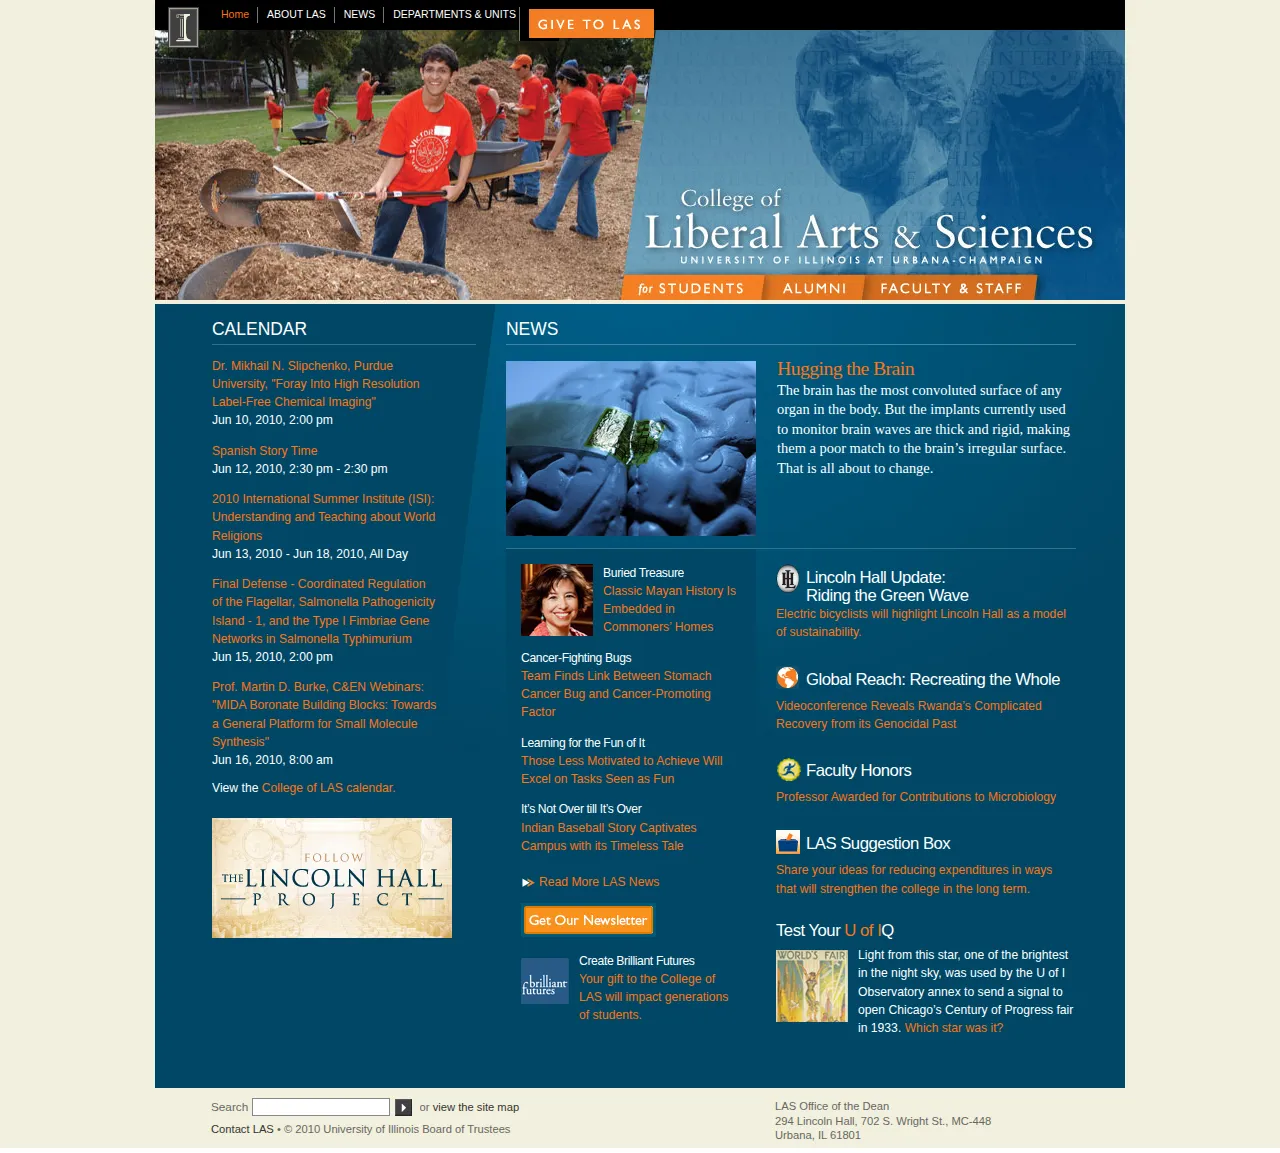 Home
ABOUT LAS
NEWS
DEPARTMENTS & UNITS
GIVE TO LAS
College of
Liberal Arts & Sciences
UNIVERSITY OF ILLINOIS AT URBANA-CHAMPAIGN
for STUDENTS
ALUMNI
FACULTY & STAFF
CALENDAR
Dr. Mikhail N. Slipchenko, Purdue
University, "Foray Into High Resolution
Label-Free Chemical Imaging"
Jun 10, 2010, 2:00 pm
Spanish Story Time
Jun 12, 2010, 2:30 pm - 2:30 pm
2010 International Summer Institute (ISI):
Understanding and Teaching about World
Religions
Jun 13, 2010 - Jun 18, 2010, All Day
Final Defense - Coordinated Regulation
of the Flagellar, Salmonella Pathogenicity
Island - 1, and the Type I Fimbriae Gene
Networks in Salmonella Typhimurium
Jun 15, 2010, 2:00 pm
Prof. Martin D. Burke, C&EN Webinars:
"MIDA Boronate Building Blocks: Towards
a General Platform for Small Molecule
Synthesis"
Jun 16, 2010, 8:00 am
View the College of LAS calendar.
FOLLOW
THE LINCOLN HALL
PROJECT
NEWS
Hugging the Brain
The brain has the most convoluted surface of any
organ in the body. But the implants currently used
to monitor brain waves are thick and rigid, making
them a poor match to the brain’s irregular surface.
That is all about to change.
Buried Treasure
Classic Mayan History Is
Embedded in
Commoners’ Homes
Cancer-Fighting Bugs
Team Finds Link Between Stomach
Cancer Bug and Cancer-Promoting
Factor
Learning for the Fun of It
Those Less Motivated to Achieve Will
Excel on Tasks Seen as Fun
It’s Not Over till It’s Over
Indian Baseball Story Captivates
Campus with its Timeless Tale
Read More LAS News
Get Our Newsletter
brilliant
futures
Create Brilliant Futures
Your gift to the College of
LAS will impact generations
of students.
Lincoln Hall Update:
Riding the Green Wave
Electric bicyclists will highlight Lincoln Hall as a model
of sustainability.
Global Reach: Recreating the Whole
Videoconference Reveals Rwanda’s Complicated
Recovery from its Genocidal Past
Faculty Honors
Professor Awarded for Contributions to Microbiology
LAS Suggestion Box
Share your ideas for reducing expenditures in ways
that will strengthen the college in the long term.
Test Your U of IQ
WORLD'S FAIR
Light from this star, one of the brightest
in the night sky, was used by the U of I
Observatory annex to send a signal to
open Chicago’s Century of Progress fair
in 1933. Which star was it?
Search
or view the site map
Contact LAS • © 2010 University of Illinois Board of Trustees
LAS Office of the Dean
294 Lincoln Hall, 702 S. Wright St., MC-448
Urbana, IL 61801